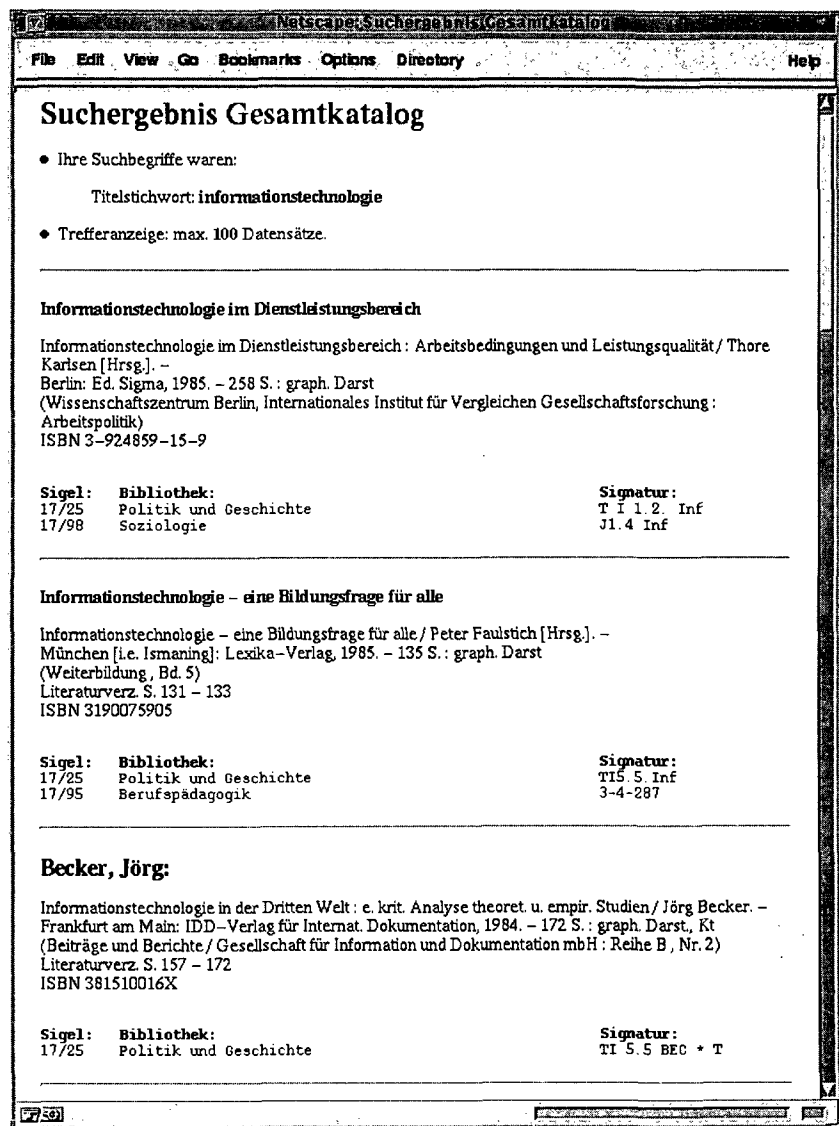 Netscape: Suchergebnis Gesamtkatalog
File Edit View Go Bookmarks Options Directory Help
Suchergebnis Gesamtkatalog
● Ihre Suchbegriffe waren:
Titelstichwort: informationstechnologie
● Trefferanzeige: max. 100 Datensätze.
Informationstechnologie im Dienstleistungsbereich
Informationstechnologie im Dienstleistungsbereich : Arbeitsbedingungen und Leistungsqualität / Thore
Karlsen [Hrsg.]. –
Berlin: Ed. Sigma, 1985. – 258 S. : graph. Darst
(Wissenschaftszentrum Berlin, Internationales Institut für Vergleichen Gesellschaftsforschung :
Arbeitspolitik)
ISBN 3–924859–15–9
Sigel: Bibliothek: Signatur:
17/25 Politik und Geschichte T I 1.2. Inf
17/98 Soziologie J1.4 Inf
Informationstechnologie – eine Bildungsfrage für alle
Informationstechnologie – eine Bildungsfrage für alle / Peter Faulstich [Hrsg.]. –
München [i.e. Ismaning]: Lexika–Verlag, 1985. – 135 S. : graph. Darst
(Weiterbildung , Bd. 5)
Literaturverz. S. 131 – 133
ISBN 3190075905
Sigel: Bibliothek: Signatur:
17/25 Politik und Geschichte TI5.5.Inf
17/95 Berufspädagogik 3-4-287
Becker, Jörg:
Informationstechnologie in der Dritten Welt : e. krit. Analyse theoret. u. empir. Studien / Jörg Becker. –
Frankfurt am Main: IDD–Verlag für Internat. Dokumentation, 1984. – 172 S. : graph. Darst., Kt
(Beiträge und Berichte / Gesellschaft für Information und Dokumentation mbH : Reihe B , Nr. 2)
Literaturverz. S. 157 – 172
ISBN 381510016X
Sigel: Bibliothek: Signatur:
17/25 Politik und Geschichte TI 5.5 BEC * T